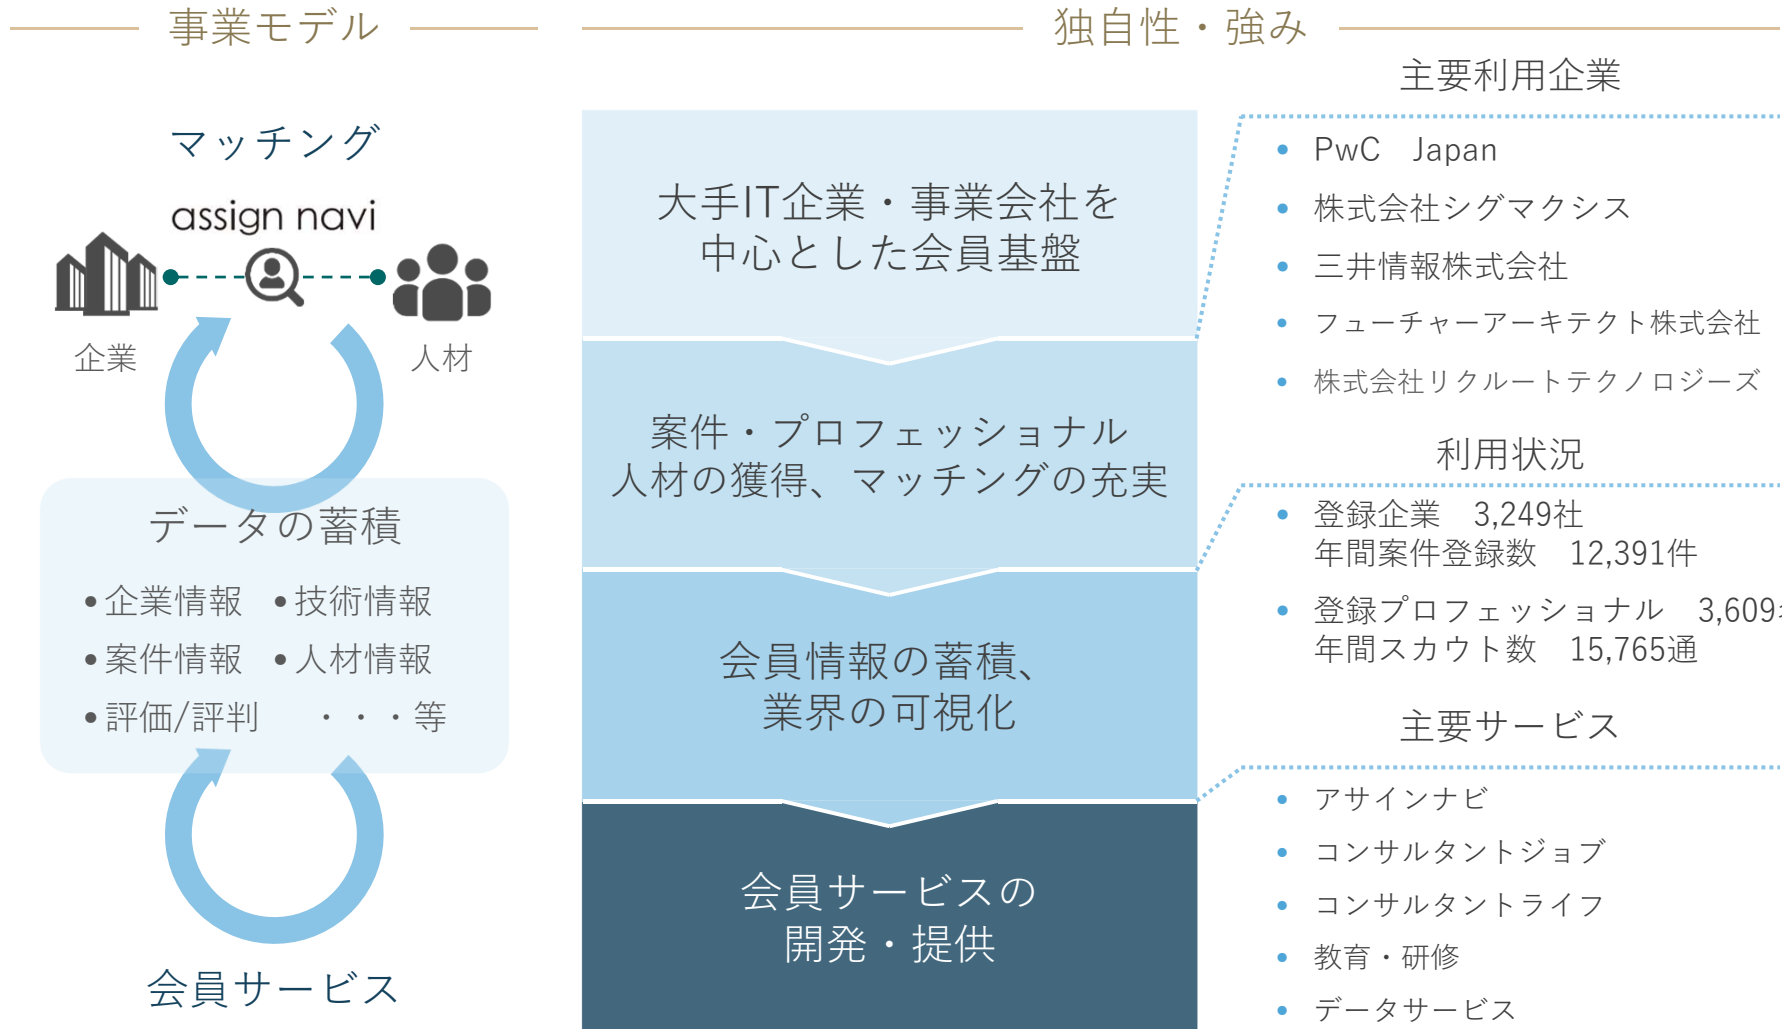 事業モデル
マッチング
assign navi
企業
人材
データの蓄積
•企業情報 •技術情報
•案件情報 •人材情報
•評価/評判 ・・・等
会員サービス
独自性・強み
大手IT企業・事業会社を
中心とした会員基盤
案件・プロフェッショナル
人材の獲得、マッチングの充実
会員情報の蓄積、
業界の可視化
会員サービスの
開発・提供
主要利用企業
• PwC Japan
• 株式会社シグマクシス
• 三井情報株式会社
• フューチャーアーキテクト株式会社
• 株式会社リクルートテクノロジーズ
利用状況
• 登録企業 3,249社
年間案件登録数 12,391件
• 登録プロフェッショナル 3,609
年間スカウト数 15,765通
主要サービス
• アサインナビ
• コンサルタントジョブ
• コンサルタントライフ
• 教育・研修
• データサービス